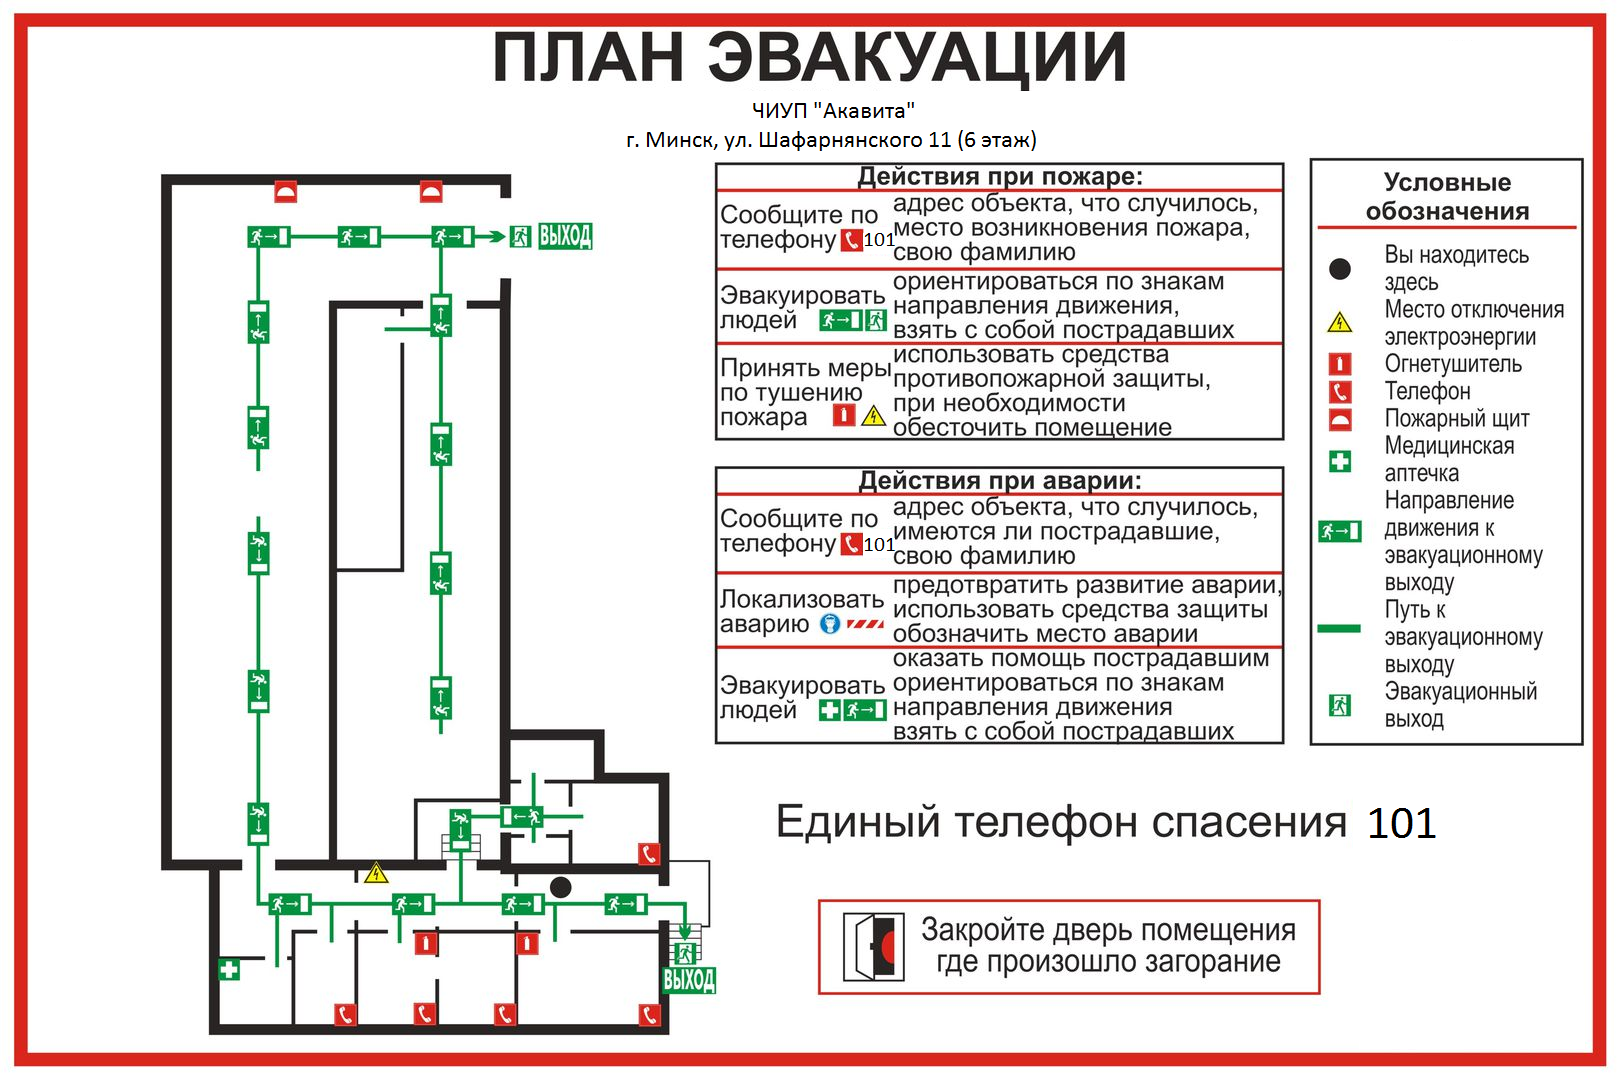 ПЛАН ЭВАКУАЦИИ
ЧИУП "Акавита"
г. Минск, ул. Шафарнянского 11 (6 этаж)
ВЫХОД
ВЫХОД
Действия при пожаре:
Сообщите по
телефону 101
адрес объекта, что случилось,
место возникновения пожара,
свою фамилию
Эвакуировать
людей
ориентироваться по знакам
направления движения,
взять с собой пострадавших
Принять меры
по тушению
пожара
использовать средства
противопожарной защиты,
при необходимости
обесточить помещение
Действия при аварии:
Сообщите по
телефону 101
адрес объекта, что случилось,
имеются ли пострадавшие,
свою фамилию
Локализовать
аварию
предотвратить развитие аварии,
использовать средства защиты
обозначить место аварии
Эвакуировать
людей
оказать помощь пострадавшим
ориентироваться по знакам
направления движения
взять с собой пострадавших
Условные
обозначения
Вы находитесь
здесь
Место отключения
электроэнергии
Огнетушитель
Телефон
Пожарный щит
Медицинская
аптечка
Направление
движения к
эвакуационному
выходу
Путь к
эвакуационному
выходу
Эвакуационный
выход
Единый телефон спасения 101
Закройте дверь помещения
где произошло загорание